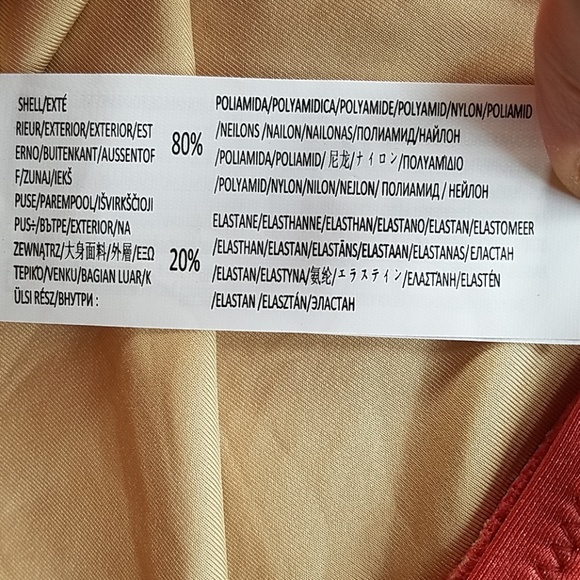 SHELL/EXTÉ
RIEUR/EXTERIOR/EXTERIOR/EST
ERNO/BUITENKANT/AUSSENTOF
F/ZUNAJ/IEKŠ
PUSE/PAREMPOOL/IŠVIRKŠČIOJI
PUS÷/ВЪТРЕ/EXTERIOR/NA
ZEWNĄTRZ/大身面料/外層/ΕΞΩ
ΤΕΡΙΚΌ/VENKU/BAGIAN LUAR/K
ÜLSI RÉSZ/ВНУТРИ :
80%
POLIAMIDA/POLYAMIDICA/POLYAMIDE/POLYAMID/NYLON/POLIAMID
/NEILONS /NAILON/NAILONAS/ПОЛИАМИД/НАЙЛОН
/POLIAMIDA/POLIAMID/ 尼龙/ナイロン/ΠΟΛΥΑΜΊΔΙΟ
/POLYAMID/NYLON/NILON/NEJLON/ ПОЛИАМИД / НЕЙЛОН
20%
ELASTANE/ELASTHANNE/ELASTHAN/ELASTANO/ELASTAN/ELASTOMEER
/ELASTHAN/ELASTAN/ELASTĀNS/ELASTAAN/ELASTANAS/ЕЛАСТАН
/ELASTAN/ELASTYNA/氨纶/エラスティン/ΕΛΑΣΤΆΝΗ/ELASTÉN
/ELASTAN /ELASZTÁN/ЭЛАСТАН